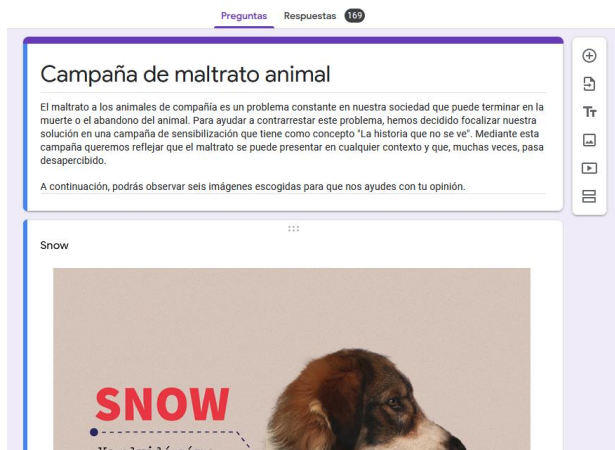 Preguntas Respuestas 169
Campaña de maltrato animal
El maltrato a los animales de compañía es un problema constante en nuestra sociedad que puede terminar en la
muerte o el abandono del animal. Para ayudar a contrarrestar este problema, hemos decidido focalizar nuestra
solución en una campaña de sensibilización que tiene como concepto "La historia que no se ve". Mediante esta
campaña queremos reflejar que el maltrato se puede presentar en cualquier contexto y que, muchas veces, pasa
desapercibido.
A continuación, podrás observar seis imágenes escogidas para que nos ayudes con tu opinión.
Snow
SNOW